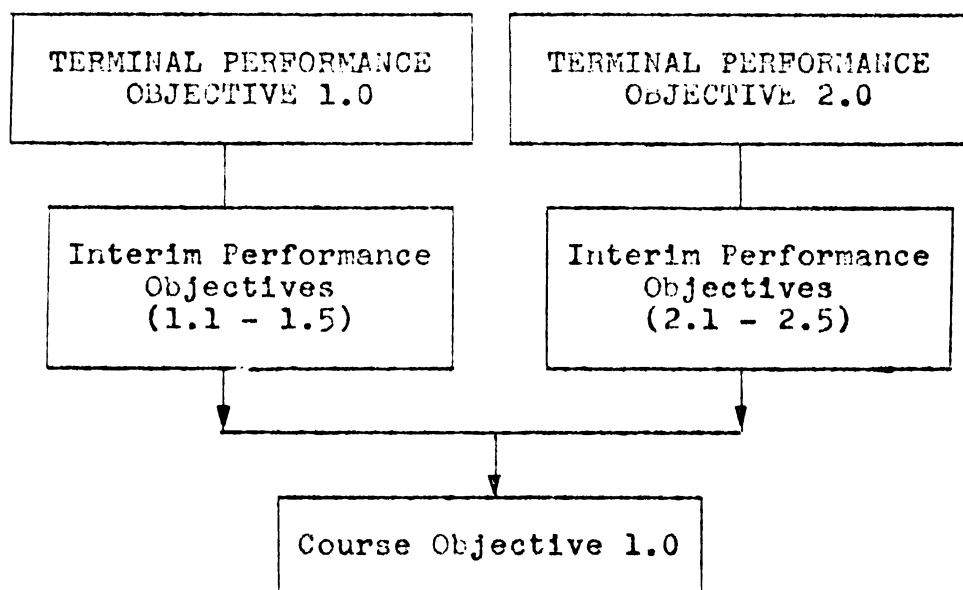 TERMINAL PERFORMANCE
OBJECTIVE 1.0
TERMINAL PERFORMANCE
OBJECTIVE 2.0
Interim Performance
Objectives
(1.1 - 1.5)
Interim Performance
Objectives
(2.1 - 2.5)
Course Objective 1.0